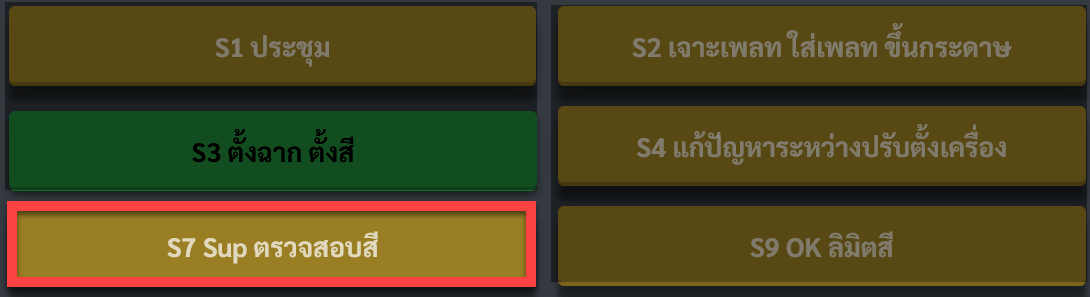 S1 ประชุม
S2 เจาะเพลท ใส่เพลท ขึ้นกระดาษ
S3 ตั้งฉาก ตั้งสี
S4 แก้ปัญหาระหว่างปรับตั้งเครื่อง
S7 Sup ตรวจสอบสี
S9 OK ลิมิตสี